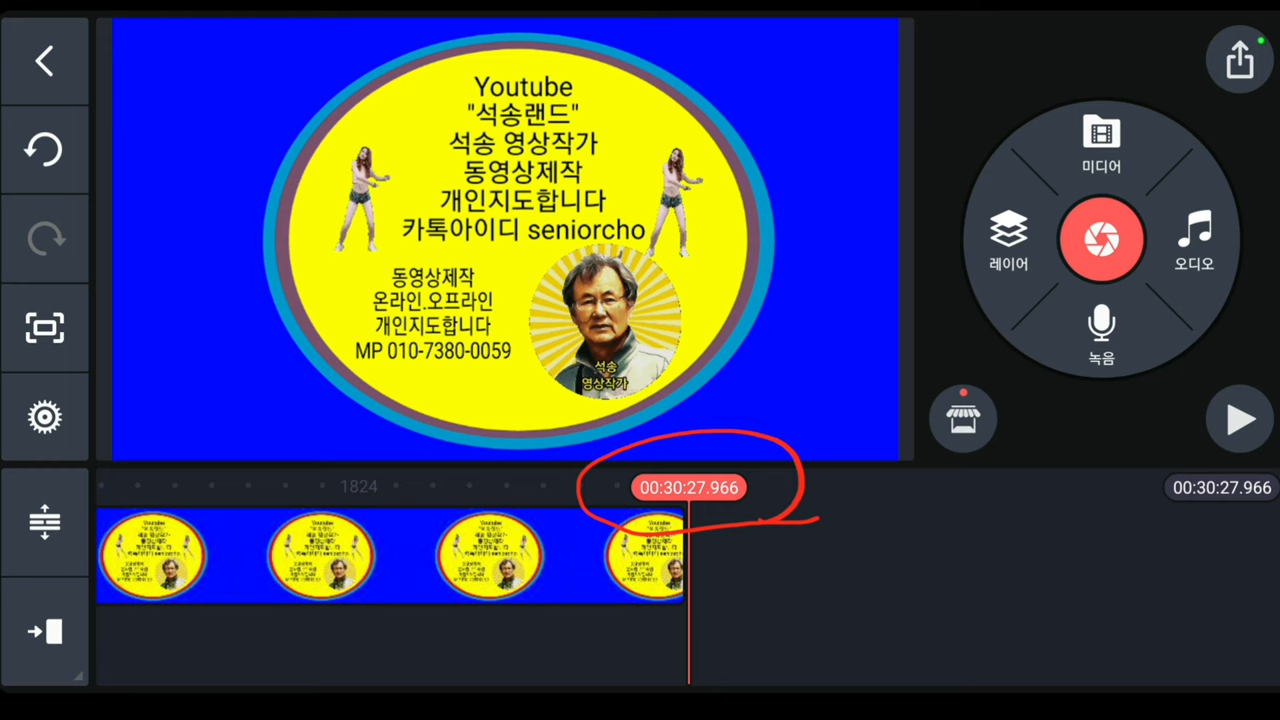 Youtube
"석송랜드"
석송 영상작가
동영상제작
개인지도합니다
카톡아이디 seniorcho
동영상제작
온라인.오프라인
개인지도합니다
MP 010-7380-0059
석송
영상작가
미디어
레이어
오디오
녹음
1824
00:30:27.966
00:30:27.966